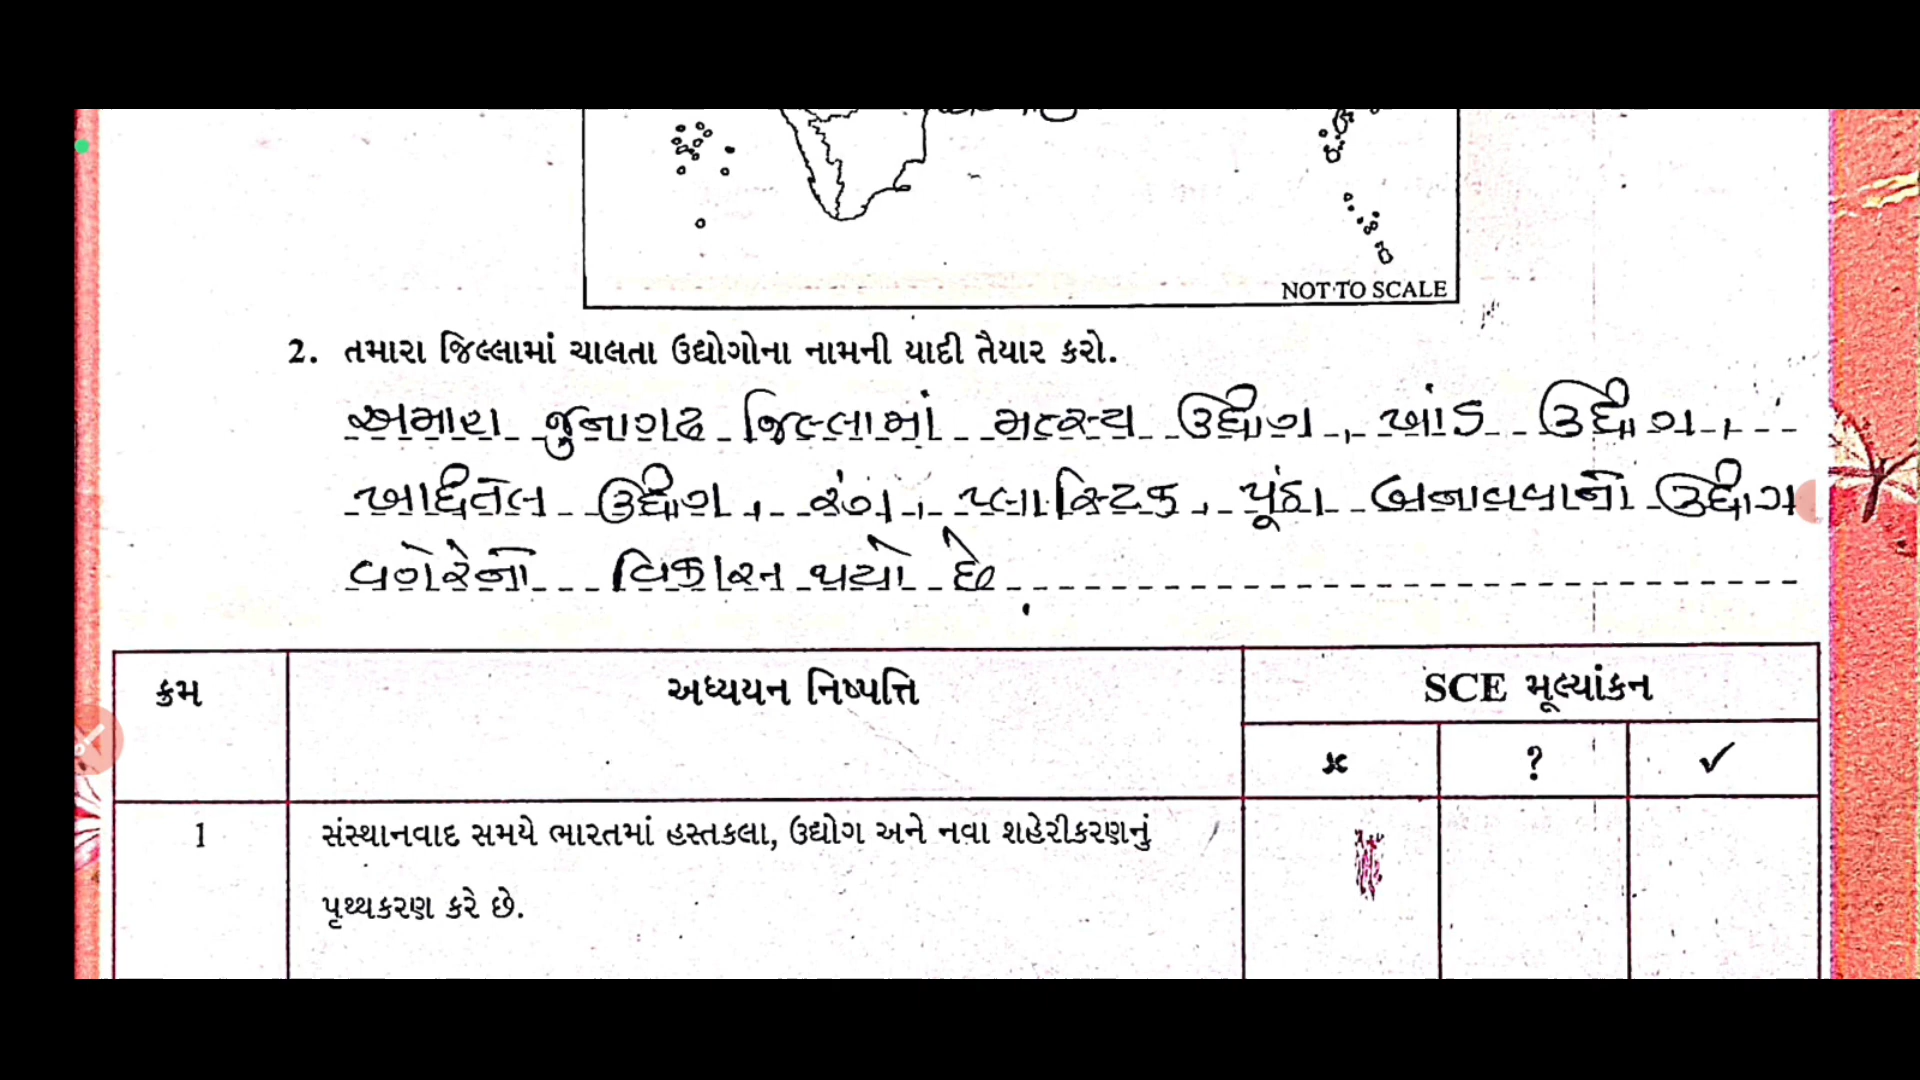 NOT TO SCALE
2. તમારા જિલ્લામાં ચાલતા ઉદ્યોગોના નામની યાદી તૈયાર કરો.
અમારા જુનાગઢ જિલ્લામાં મત્સ્ય ઉદ્યોગ, ખાંડ ઉદ્યોગ,
ખાદ્યતેલ ઉદ્યોગ, રંગ, પ્લાસ્ટિક, પૂંઠા બનાવવાનો ઉદ્યોગ
વગેરેનો વિકાસ થયો છે.
ક્રમ અધ્યયન નિષ્પત્તિ SCE મૂલ્યાંકન
× ? ✓
1 સંસ્થાનવાદ સમયે ભારતમાં હસ્તકલા, ઉદ્યોગ અને નવા શહેરીકરણનું
પૃથ્થકરણ કરે છે.